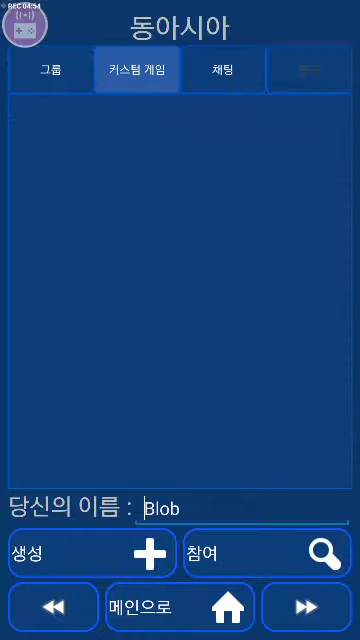 REC 04:54
동아시아
그룹
커스텀 게임
채팅
당신의 이름 : Blob
생성
참여
메인으로